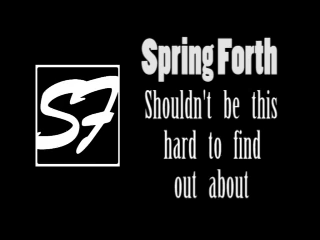 SF
Spring Forth
Shouldn't be this
hard to find
out about